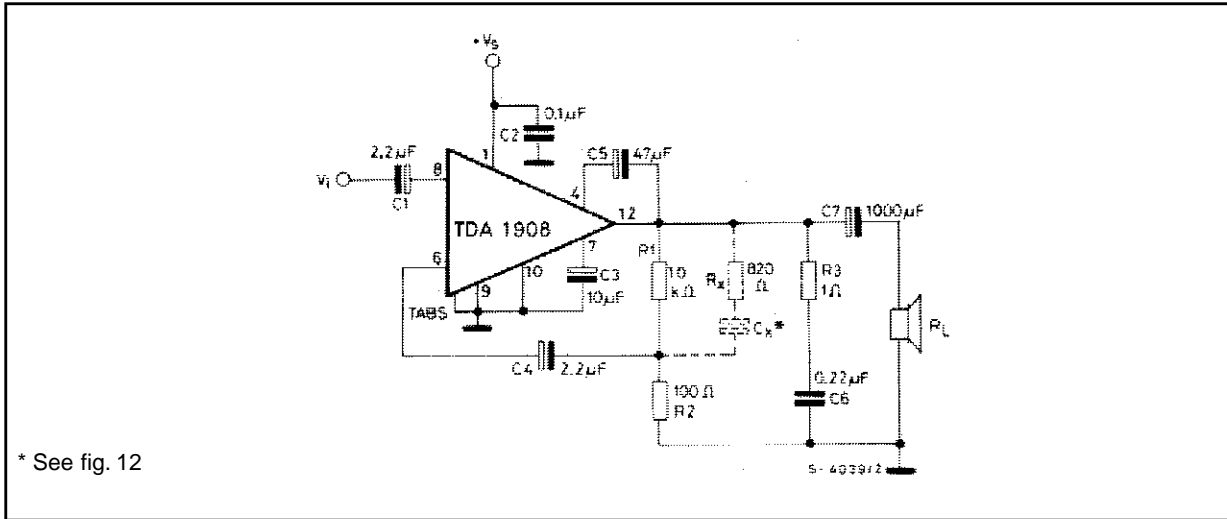 +Vs
0.1µF
C2
2.2µF
C5
47µF
Vi
C1
8
1
4
TDA 1908
12
C7
1000µF
7
6
10
9
TABS
C3
10µF
R1
10
kΩ
Rx
820
Ω
R3
1Ω
RL
Cx*
C4
2.2µF
100Ω
R2
0.22µF
C6
S-4039/2
* See fig. 12